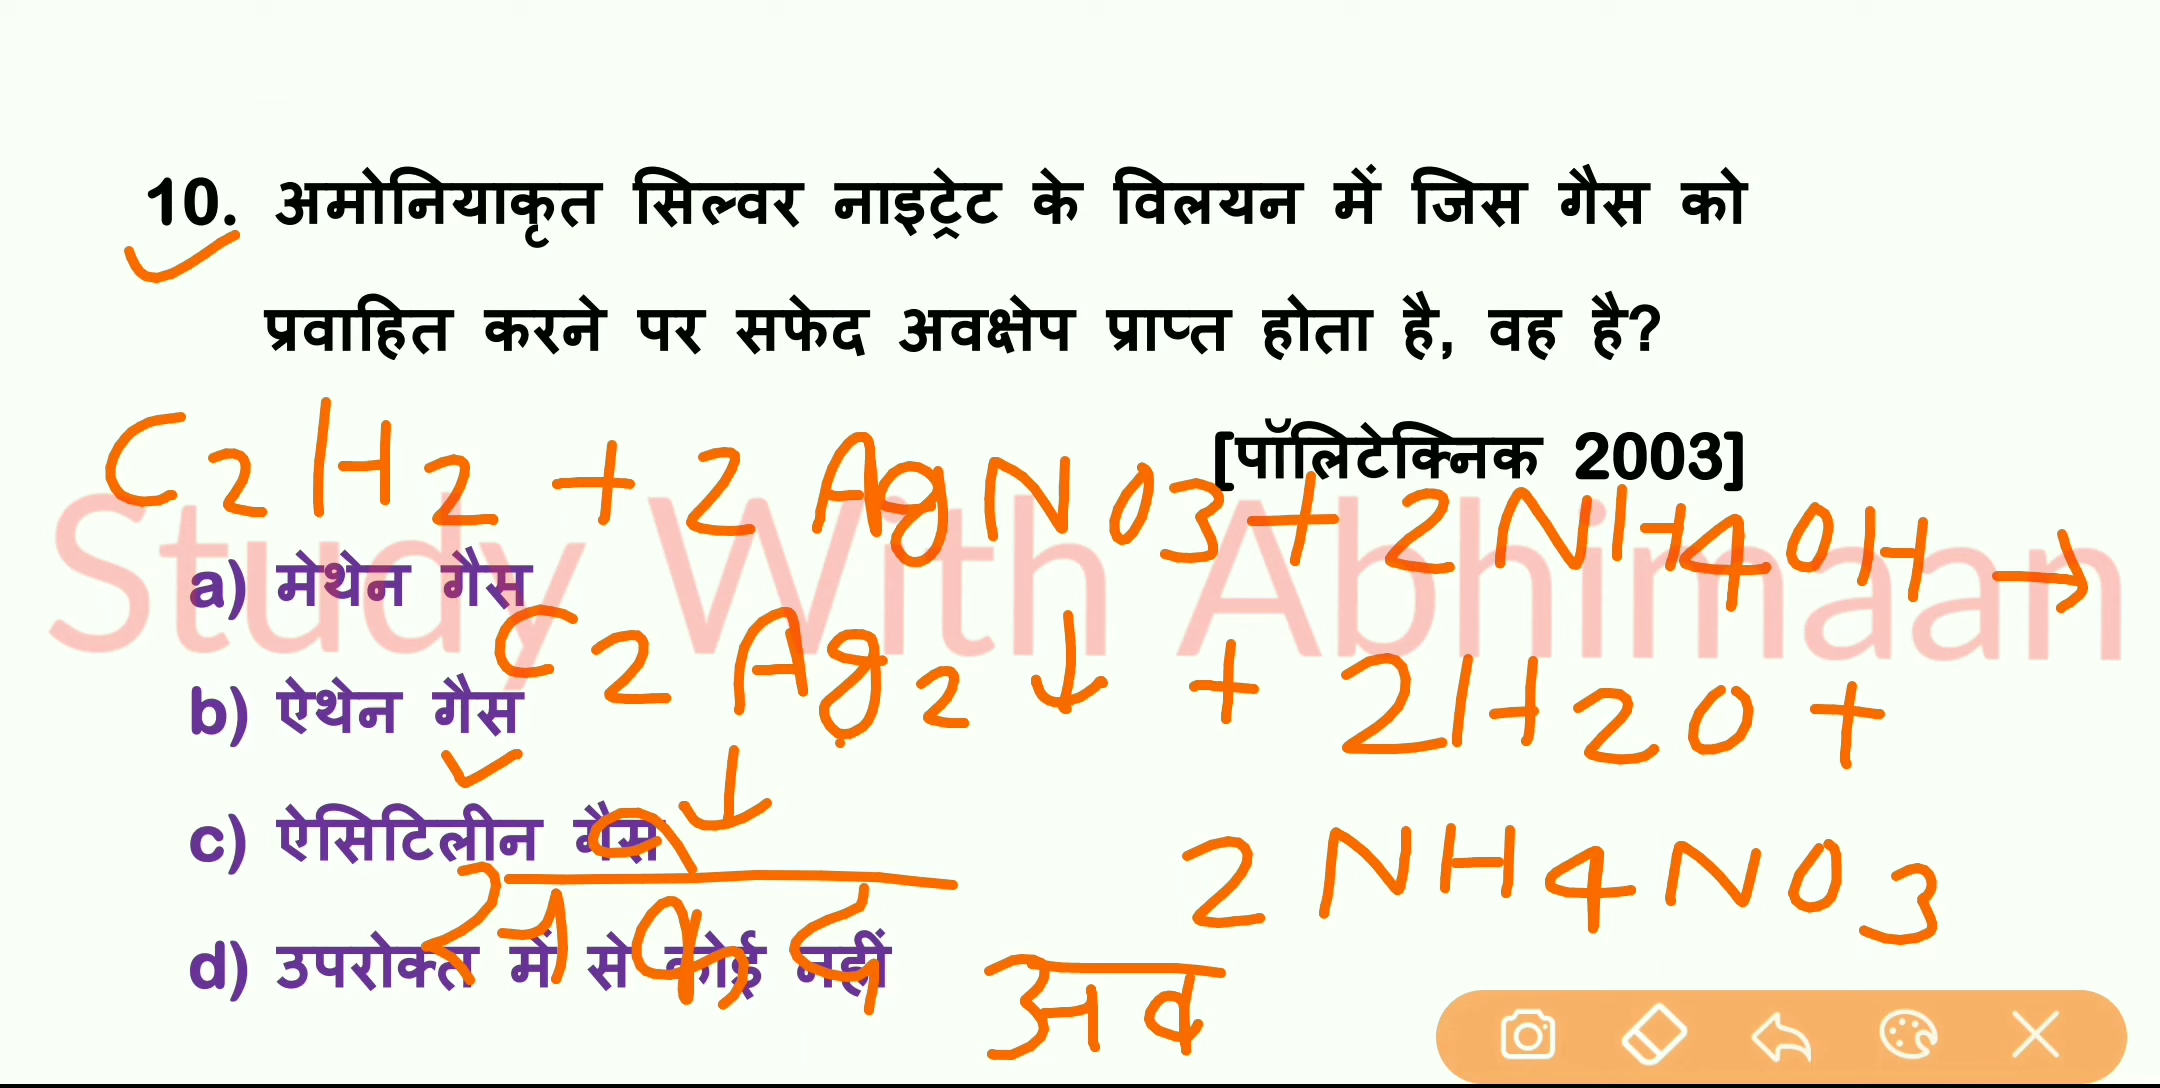 10. अमोनियाकृत सिल्वर नाइट्रेट के विलयन में जिस गैस को
प्रवाहित करने पर सफेद अवक्षेप प्राप्त होता है, वह है?
[पॉलिटेक्निक 2003]
C2H2 + 2AgNO3 + 2NH4OH →
Study With Abhimaan
a) मेथेन गैस
C2Ag2 ↓ + 2H2O +
b) ऐथेन गैस
↓
c) ऐसिटिलीन गैस
2NH4NO3
सफेद
d) उपरोक्त में से कोई नहीं
अव